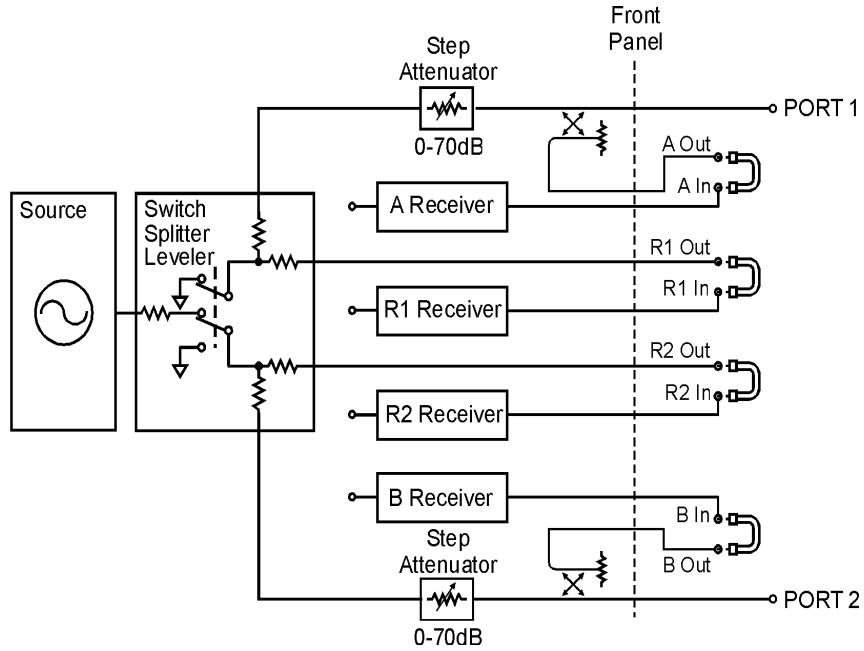 Front
Panel
Step
Attenuator
0-70dB
PORT 1
A Out
A In
A Receiver
Source
Switch
Splitter
Leveler
R1 Out
R1 In
R1 Receiver
R2 Out
R2 In
R2 Receiver
B Receiver
B In
B Out
Step
Attenuator
0-70dB
PORT 2